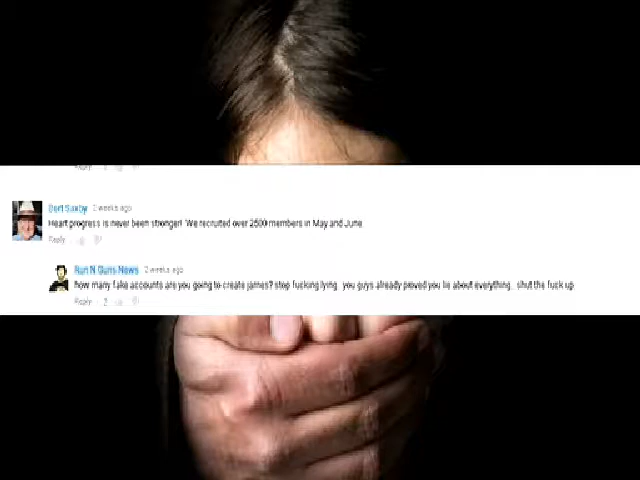 Reply
Bert Saxby 2 weeks ago
Heart progress is never been stronger! We recruited over 2500 members in May and June
Reply
Run N Guns News 2 weeks ago
how many fake accounts are you going to create james? stop fucking lying. you guys already proved you lie about everything. shut the fuck up.
Reply 2